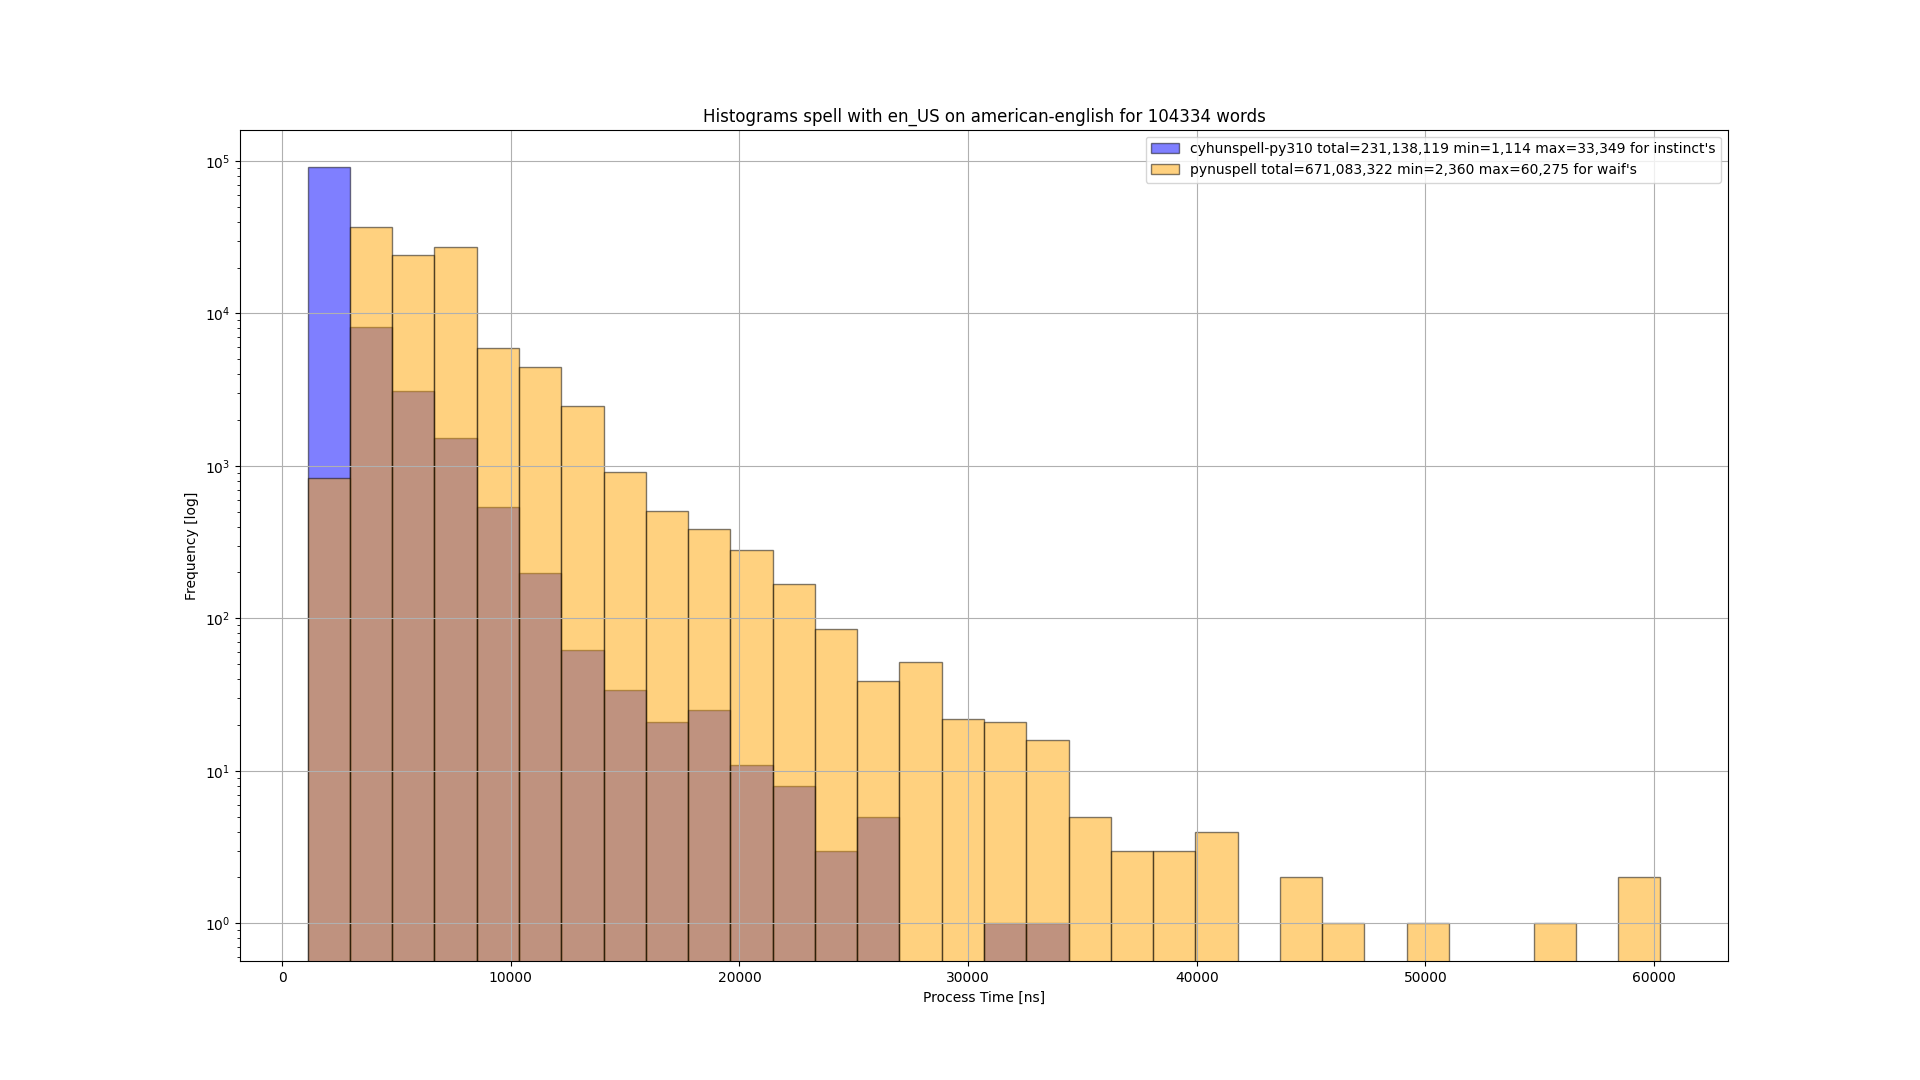 Histograms spell with en_US on american-english for 104334 words
cyhunspell-py310 total=231,138,119 min=1,114 max=33,349 for instinct's
pynuspell total=671,083,322 min=2,360 max=60,275 for waif's
Frequency [log]
10⁵
10⁴
10³
10²
10¹
10⁰
0 10000 20000 30000 40000 50000 60000
Process Time [ns]